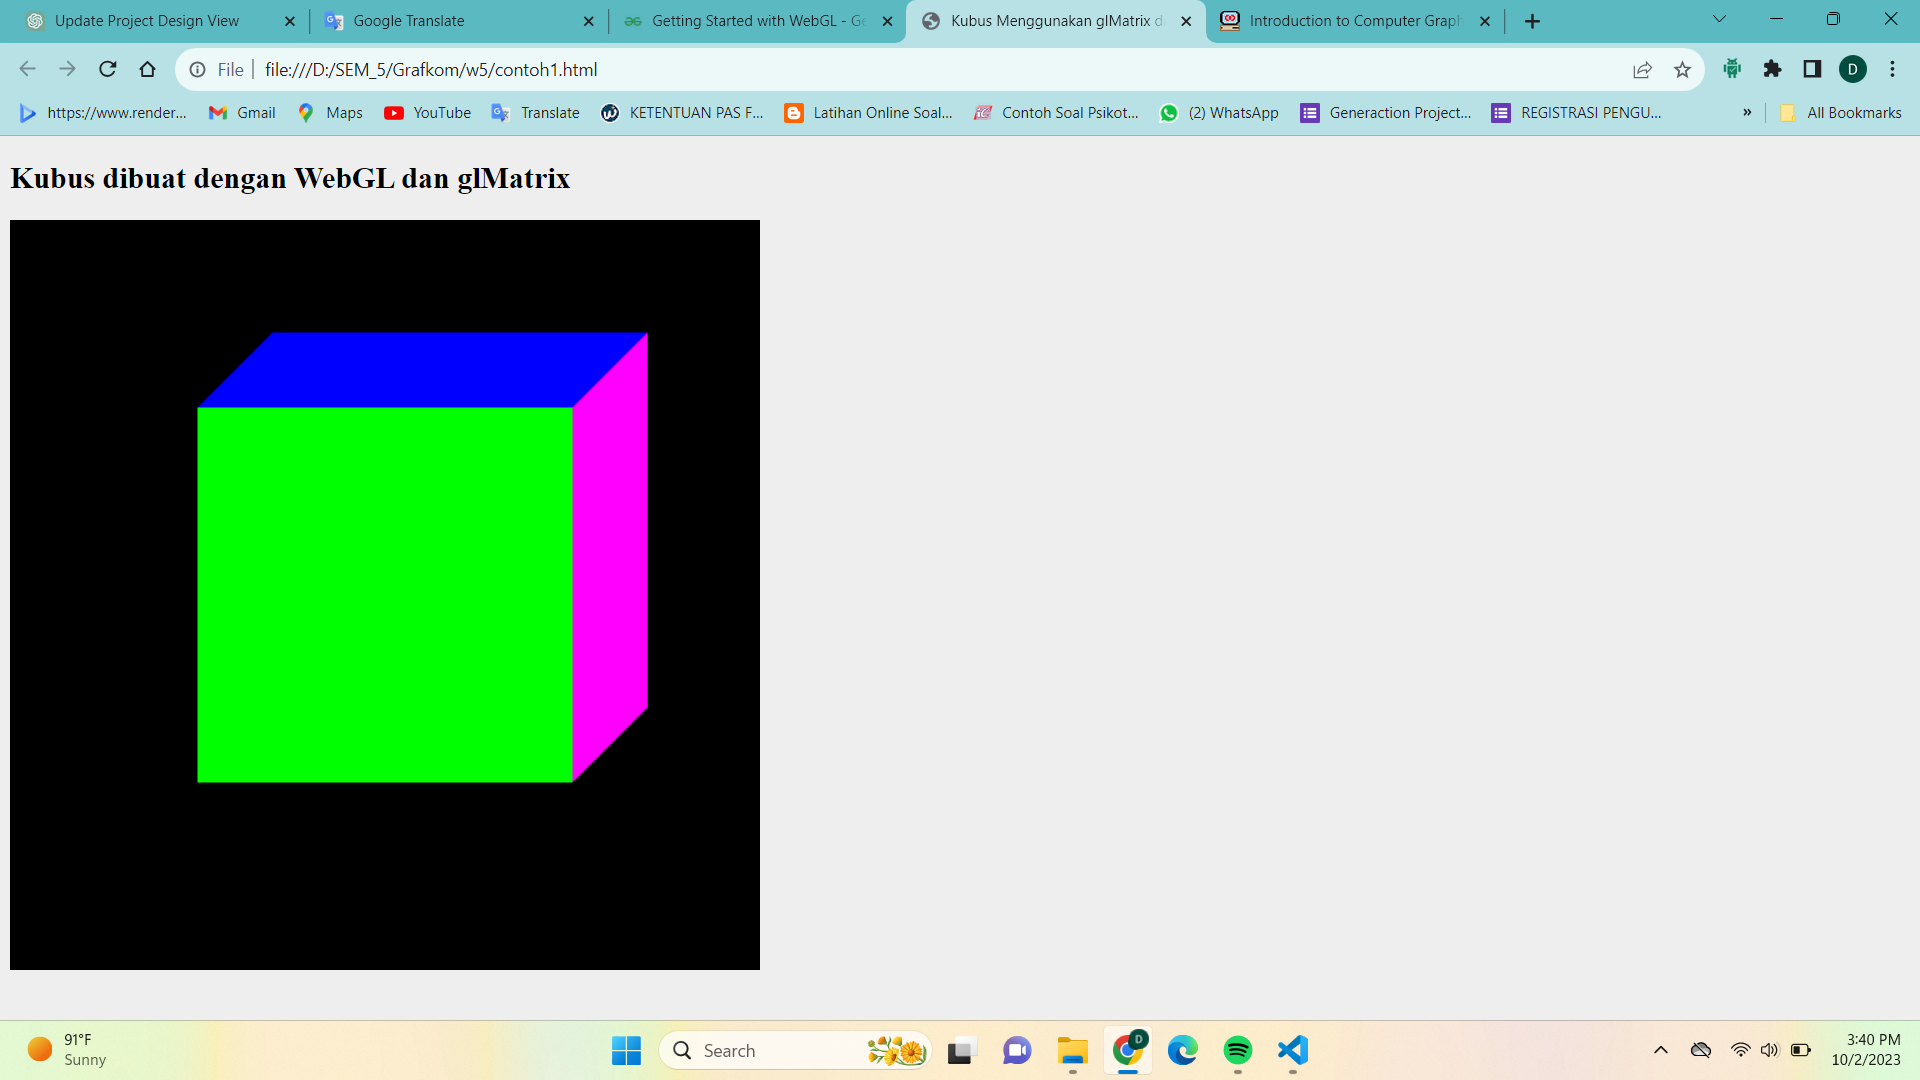 Update Project Design View
Google Translate
Getting Started with WebGL - Ge
Kubus Menggunakan glMatrix d
Introduction to Computer Graph
File
file:///D:/SEM_5/Grafkom/w5/contoh1.html
D
https://www.render...
Gmail
Maps
YouTube
Translate
KETENTUAN PAS F...
Latihan Online Soal...
Contoh Soal Psikot...
(2) WhatsApp
Generaction Project...
REGISTRASI PENGU...
»
All Bookmarks
Kubus dibuat dengan WebGL dan glMatrix
91°F
Sunny
Search
D
3:40 PM
10/2/2023